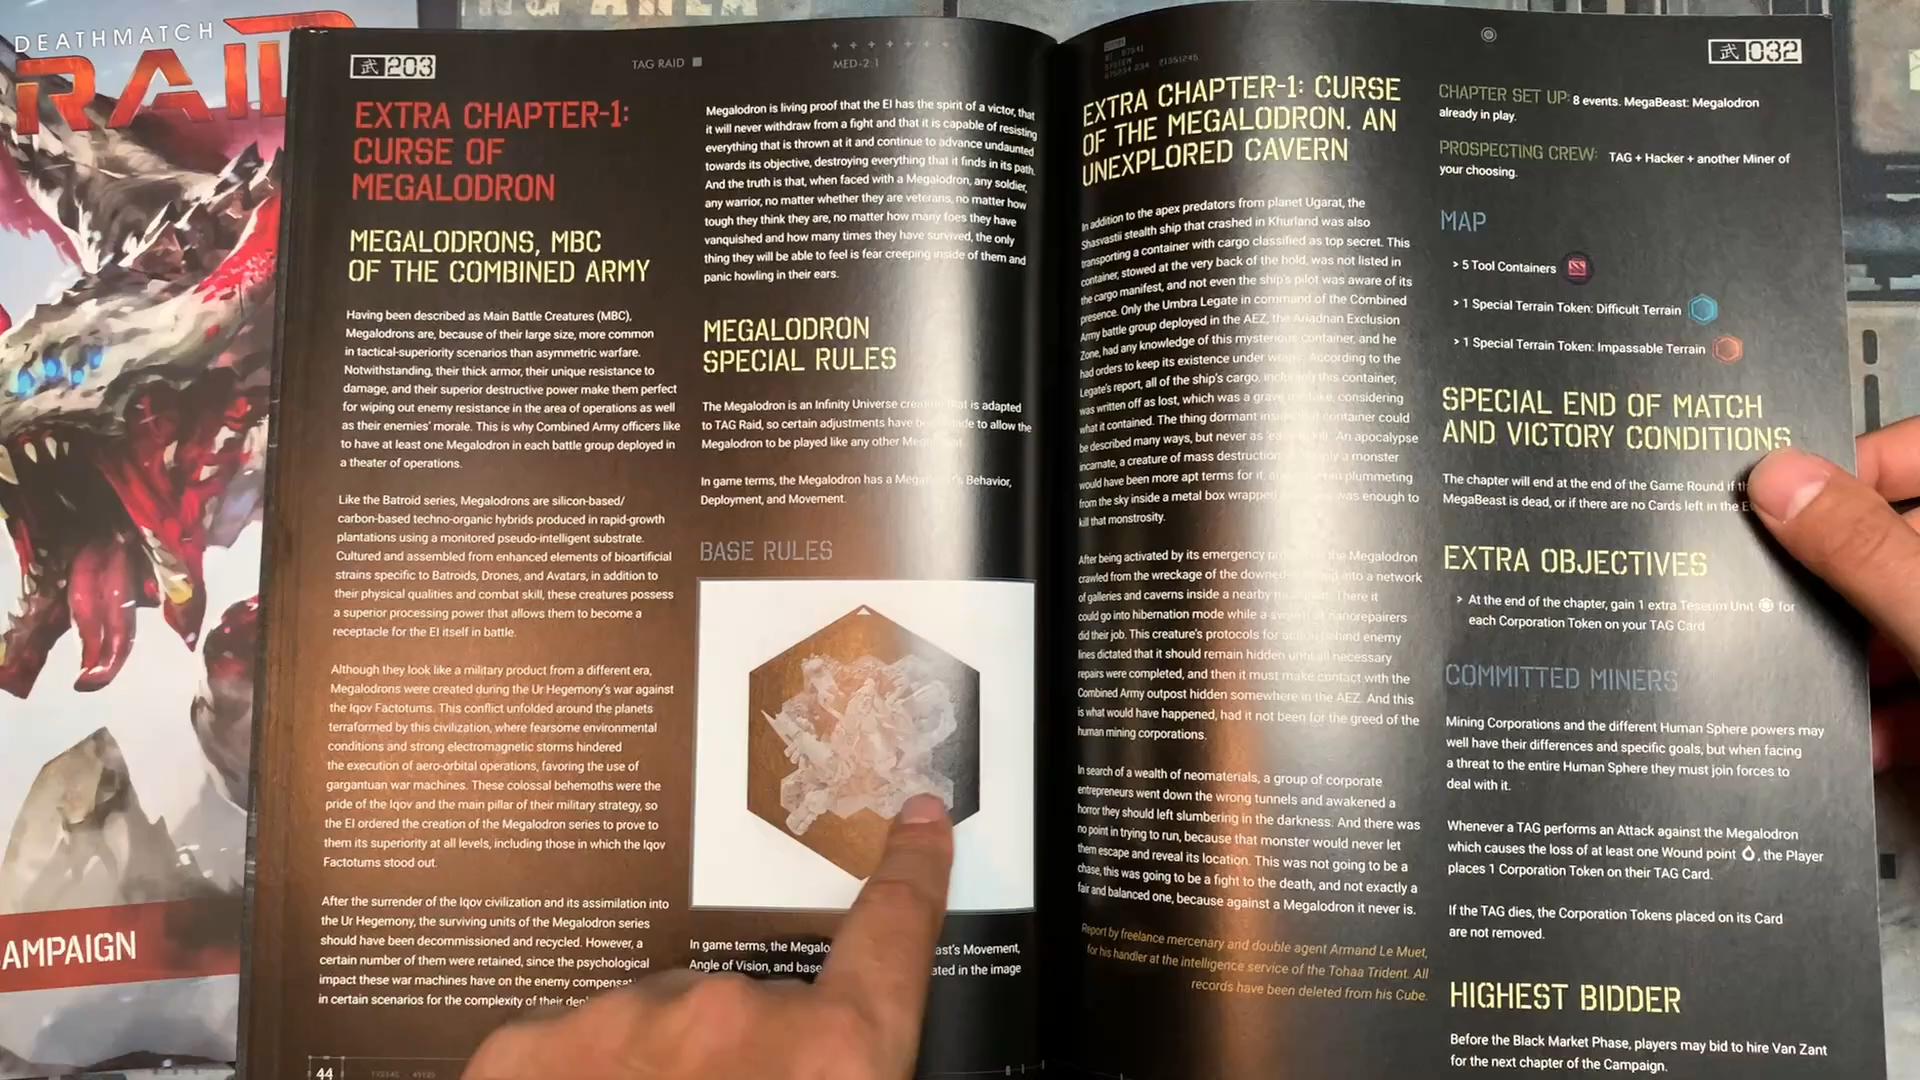 DEATHMATCH
RAID
AMPAIGN
武 203
TAG RAID
MED-2.1
EXTRA CHAPTER-1:
CURSE OF
MEGALODRON
MEGALODRONS, MBC
OF THE COMBINED ARMY
Having been described as Main Battle Creatures (MBC),
Megalodrons are, because of their large size, more common
in tactical-superiority scenarios than asymmetric warfare.
Notwithstanding, their thick armor, their unique resistance to
damage, and their superior destructive power make them perfect
for wiping out enemy resistance in the area of operations as well
as their enemies' morale. This is why Combined Army officers like
to have at least one Megalodron in each battle group deployed in
a theater of operations.
Like the Batroid series, Megalodrons are silicon-based/
carbon-based techno-organic hybrids produced in rapid-growth
plantations using a monitored pseudo-intelligent substrate.
Cultured and assembled from enhanced elements of bioartificial
strains specific to Batroids, Drones, and Avatars, in addition to
their physical qualities and combat skill, these creatures possess
a superior processing power that allows them to become a
receptacle for the EI itself in battle.
Although they look like a military product from a different era,
Megalodrons were created during the Ur Hegemony's war against
the Iqov Factotums. This conflict unfolded around the planets
terraformed by this civilization, where fearsome environmental
conditions and strong electromagnetic storms hindered
the execution of aero-orbital operations, favoring the use of
gargantuan war machines. These colossal behemoths were the
pride of the Iqov and the main pillar of their military strategy, so
the EI ordered the creation of the Megalodron series to prove to
them its superiority at all levels, including those in which the Iqov
Factotums stood out.
After the surrender of the Iqov civilization and its assimilation into
the Ur Hegemony, the surviving units of the Megalodron series
should have been decommissioned and recycled. However, a
certain number of them were retained, since the psychological
impact these war machines have on the enemy
in certain scenarios for the complexity of their
44
Megalodron is living proof that the EI has the spirit of a victor, that
it will never withdraw from a fight and that it is capable of resisting
everything that is thrown at it and continue to advance undaunted
towards its objective, destroying everything that it finds in its path.
And the truth is that, when faced with a Megalodron, any soldier,
any warrior, no matter whether they are veterans, no matter how
tough they think they are, no matter how many foes they have
vanquished and how many times they have survived, the only
thing they will be able to feel is fear creeping inside of them and
panic howling in their ears.
MEGALODRON
SPECIAL RULES
The Megalodron is an Infinity Universe that is adapted
to TAG Raid, so certain adjustments have to allow the
Megalodron to be played like any other
In game terms, the Megalodron has a Behavior,
Deployment, and Movement.
BASE RULES
In game terms, the Movement,
Angle of Vision, and base in the image
武 032
EXTRA CHAPTER-1: CURSE
OF THE MEGALODRON. AN
UNEXPLORED CAVERN
In addition to the apex predators from planet Ugarat, the
Shasvastii stealth ship that crashed in Khurland was also
transporting a container with cargo classified as top secret. This
container, stowed at the very back of the hold, was not listed in
the cargo manifest, and not even the ship's pilot was aware of its
presence. Only the Umbra Legate in command of the Combined
Army battle group deployed in the AEZ, the Ariadnan Exclusion
Zone, had any knowledge of this mysterious container, and he
had orders to keep its existence under According to the
Legate's report, all of the ship's cargo, including this container,
was written off as lost, which was a grave considering
what it contained. The thing dormant container could
be described many ways, but never as An apocalypse
incarnate, a creature of mass destruction a monster
would have been more apt terms for it, plummeting
from the sky inside a metal box wrapped was enough to
kill that monstrosity.
After being activated by its emergency the Megalodron
crawled from the wreckage of the downed into a network
of galleries and caverns inside a nearby There it
could go into hibernation mode while a nanorepairers
did their job. This creature's protocols for behind enemy
lines dictated that it should remain hidden until all necessary
repairs were completed, and then it must make contact with the
Combined Army outpost hidden somewhere in the AEZ. And this
is what would have happened, had it not been for the greed of the
human mining corporations.
In search of a wealth of neomaterials, a group of corporate
entrepreneurs went down the wrong tunnels and awakened a
horror they should left slumbering in the darkness. And there was
no point in trying to run, because that monster would never let
them escape and reveal its location. This was not going to be a
chase, this was going to be a fight to the death, and not exactly a
fair and balanced one, because against a Megalodron it never is.
Report by freelance mercenary and double agent Armand Le Muet,
for his handler at the intelligence service of the Tohaa Trident. All
records have been deleted from his Cube.
CHAPTER SET UP: 8 events. MegaBeast: Megalodron
already in play.
PROSPECTING CREW: TAG + Hacker + another Miner of
your choosing.
MAP
> 5 Tool Containers
> 1 Special Terrain Token: Difficult Terrain
> 1 Special Terrain Token: Impassable Terrain
SPECIAL END OF MATCH
AND VICTORY CONDITIONS
The chapter will end at the end of the Game Round if
MegaBeast is dead, or if there are no Cards left in the
EXTRA OBJECTIVES
> At the end of the chapter, gain 1 extra Teseum Unit for
each Corporation Token on your TAG Card
COMMITTED MINERS
Mining Corporations and the different Human Sphere powers may
well have their differences and specific goals, but when facing
a threat to the entire Human Sphere they must join forces to
deal with it.
Whenever a TAG performs an Attack against the Megalodron
which causes the loss of at least one Wound point , the Player
places 1 Corporation Token on their TAG Card.
If the TAG dies, the Corporation Tokens placed on its Card
are not removed.
HIGHEST BIDDER
Before the Black Market Phase, players may bid to hire Van Zant
for the next chapter of the Campaign.